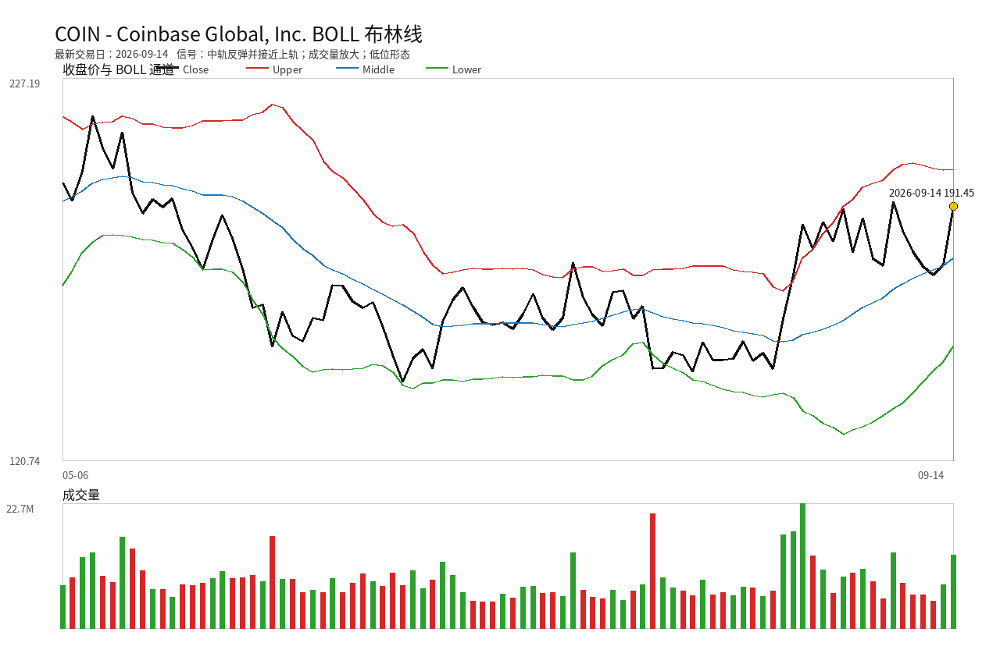 COIN - Coinbase Global, Inc. BOLL 布林线
最新交易日：2026-09-14 信号：中轨反弹并接近上轨；成交量放大；低位形态
收盘价与 BOLL 通道 Close Upper Middle Lower
227.19
2026-09-14 191.45
120.74
05-06 09-14
成交量
22.7M